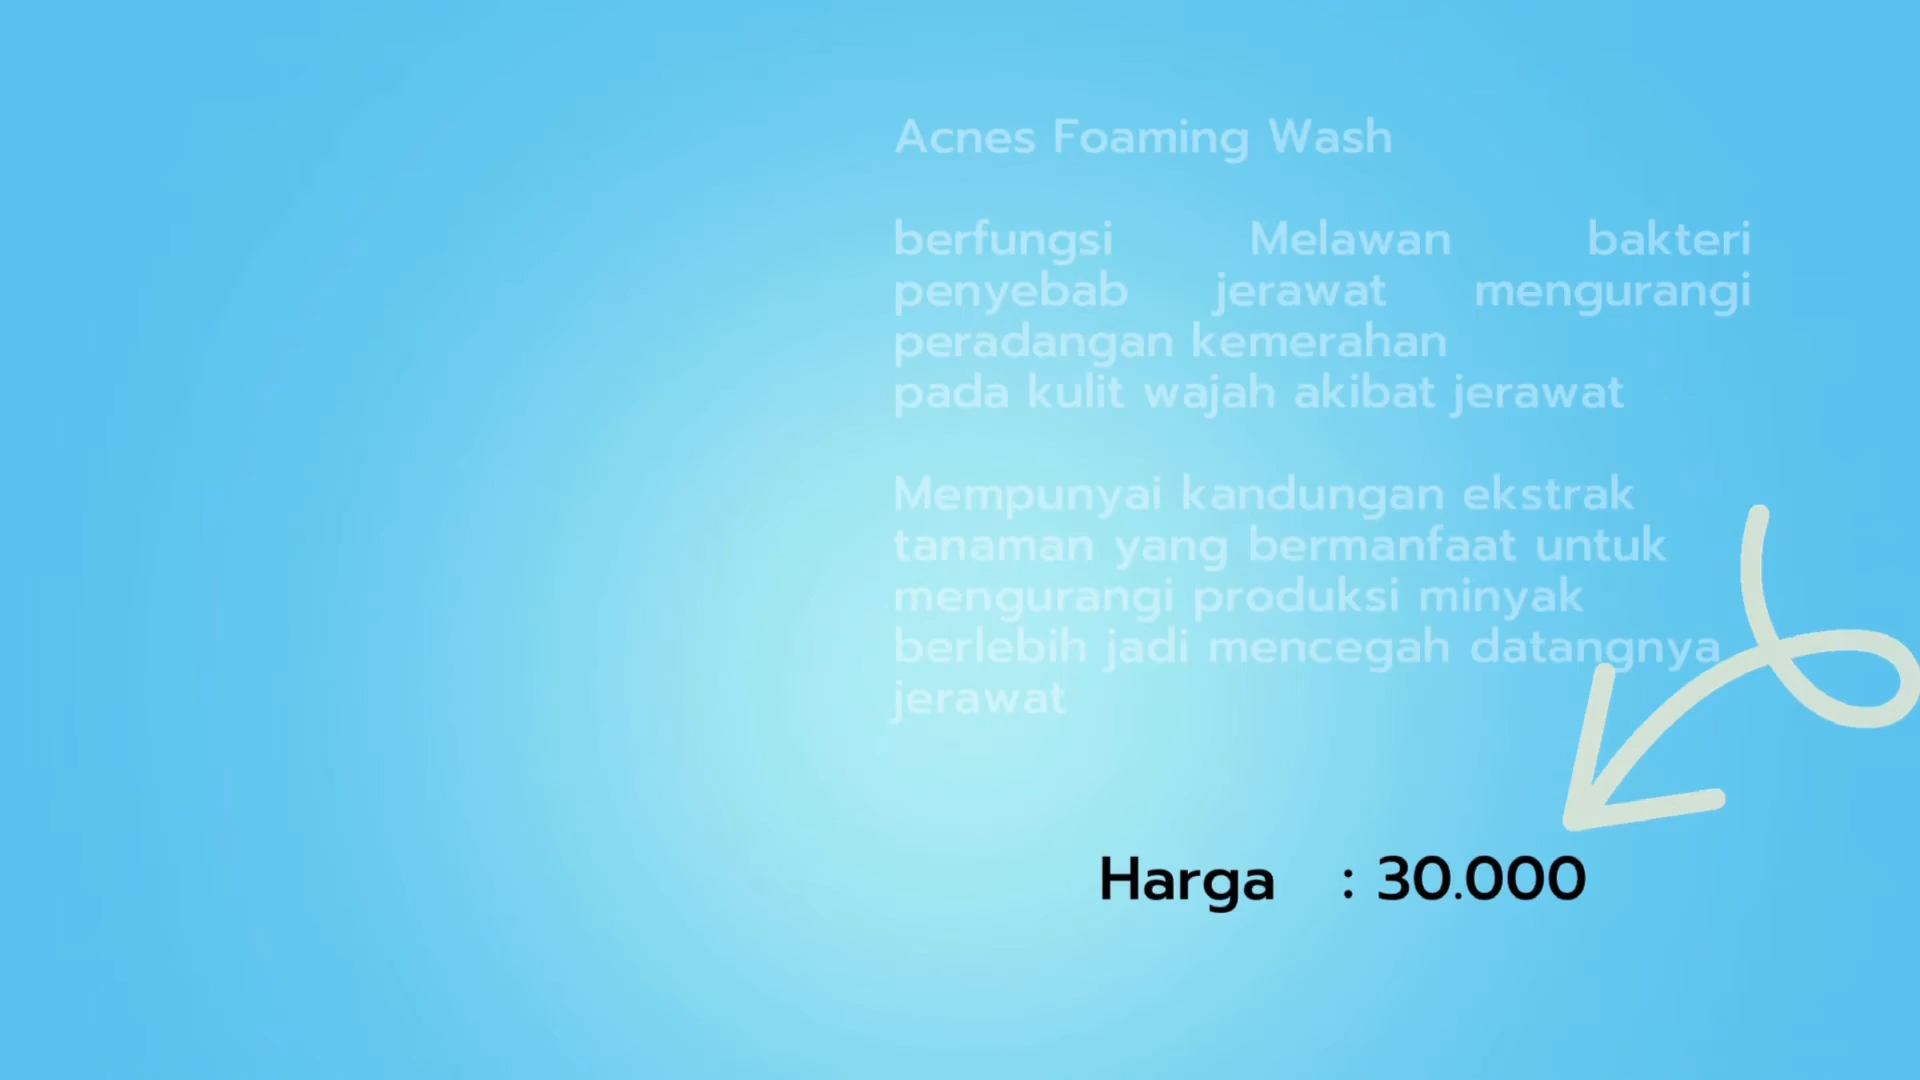 Acnes Foaming Wash
berfungsi Melawan bakteri
penyebab jerawat mengurangi
peradangan kemerahan
pada kulit wajah akibat jerawat
Mempunyai kandungan ekstrak
tanaman yang bermanfaat untuk
mengurangi produksi minyak
berlebih jadi mencegah datangnya
jerawat
Harga : 30.000